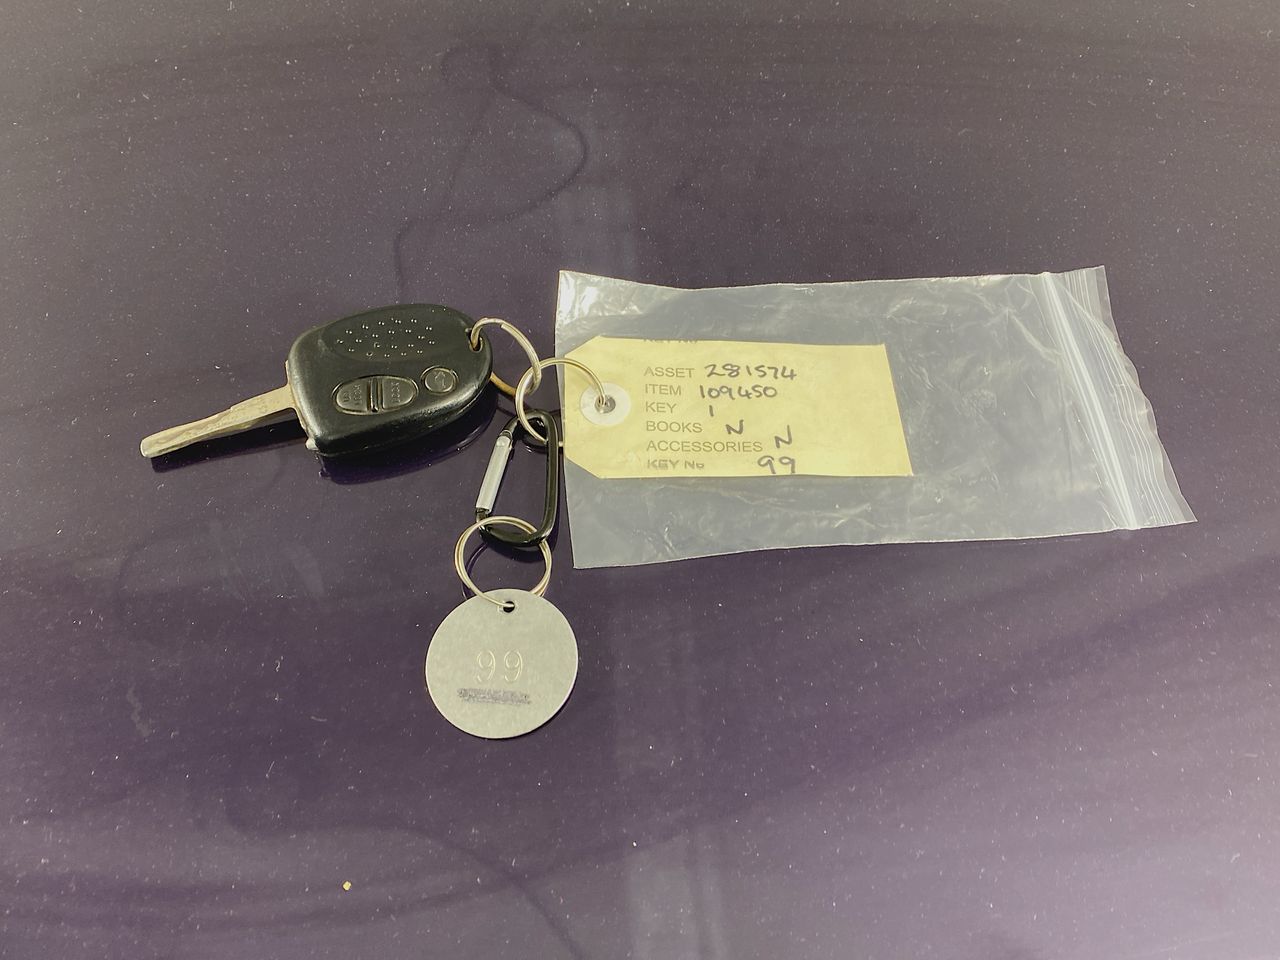 ASSET 281574
ITEM 109450
KEY 1
BOOKS N
ACCESSORIES N
KEY No 99
99